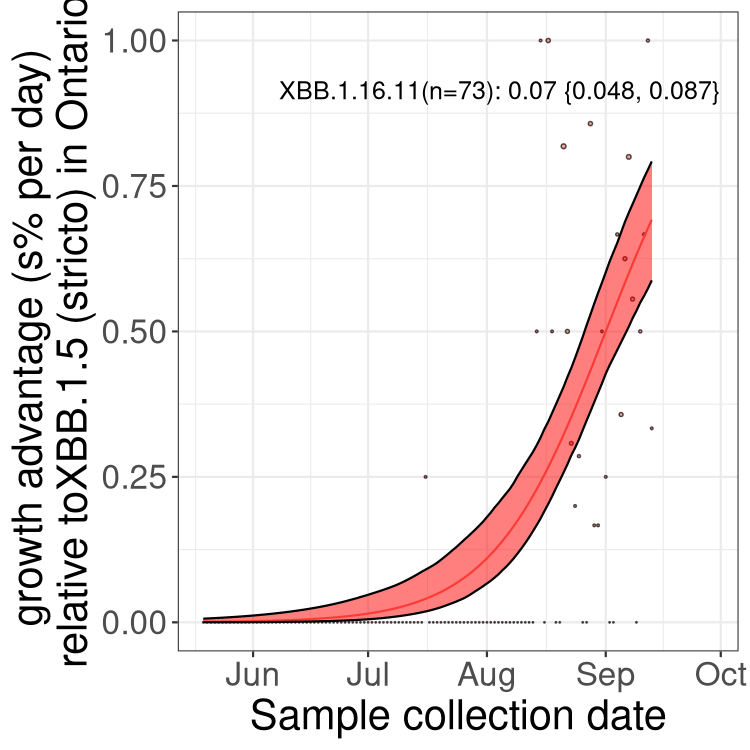 growth advantage (s% per day)
relative toXBB.1.5 (stricto) in Ontario
1.00
0.75
0.50
0.25
0.00
XBB.1.16.11(n=73): 0.07 {0.048, 0.087}
Jun Jul Aug Sep Oct
Sample collection date